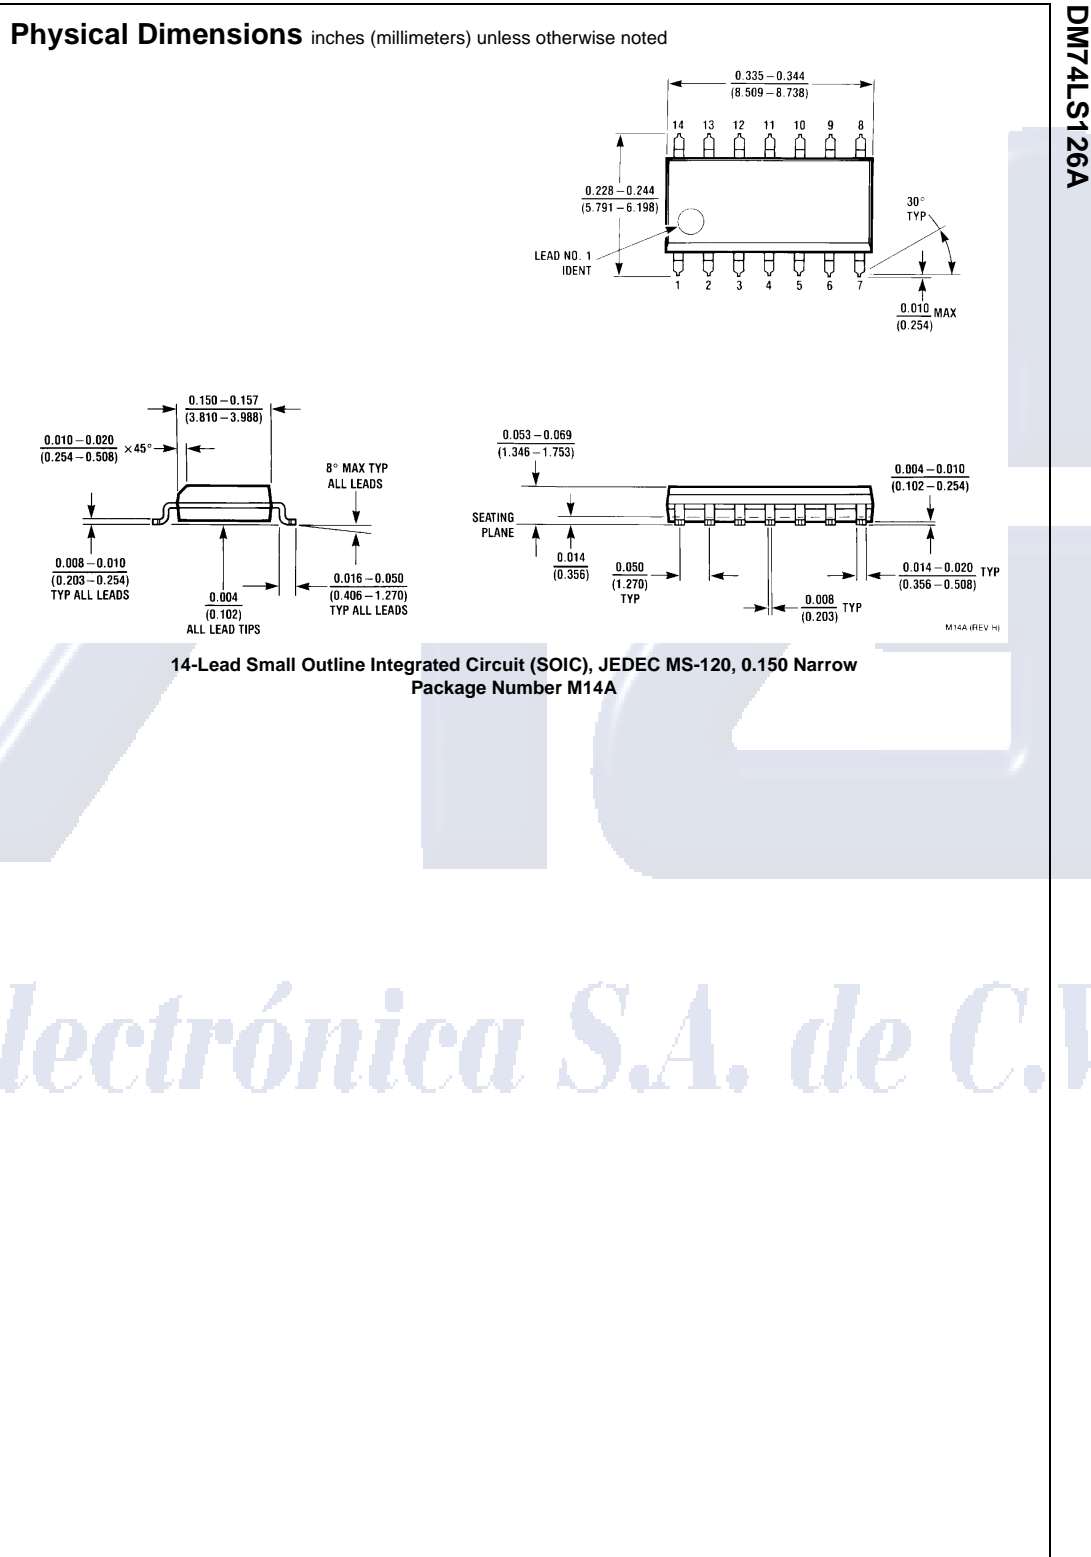 Physical Dimensions inches (millimeters) unless otherwise noted
DM74LS126A
0.335 – 0.344
(8.509 – 8.738)
14 13 12 11 10 9 8
0.228 – 0.244
(5.791 – 6.198)
30°
TYP
LEAD NO. 1
IDENT
1 2 3 4 5 6 7
0.010 MAX
(0.254)
0.150 – 0.157
(3.810 – 3.988)
0.010 – 0.020
(0.254 – 0.508)
×45°
8° MAX TYP
ALL LEADS
0.008 – 0.010
(0.203 – 0.254)
TYP ALL LEADS
0.004
(0.102)
ALL LEAD TIPS
0.016 – 0.050
(0.406 – 1.270)
TYP ALL LEADS
0.053 – 0.069
(1.346 – 1.753)
0.004 – 0.010
(0.102 – 0.254)
SEATING
PLANE
0.014
(0.356)
0.050
(1.270)
TYP
0.008
(0.203)
TYP
0.014 – 0.020 TYP
(0.356 – 0.508)
M14A (REV H)
14-Lead Small Outline Integrated Circuit (SOIC), JEDEC MS-120, 0.150 Narrow
Package Number M14A
lectrónica S.A. de C.V